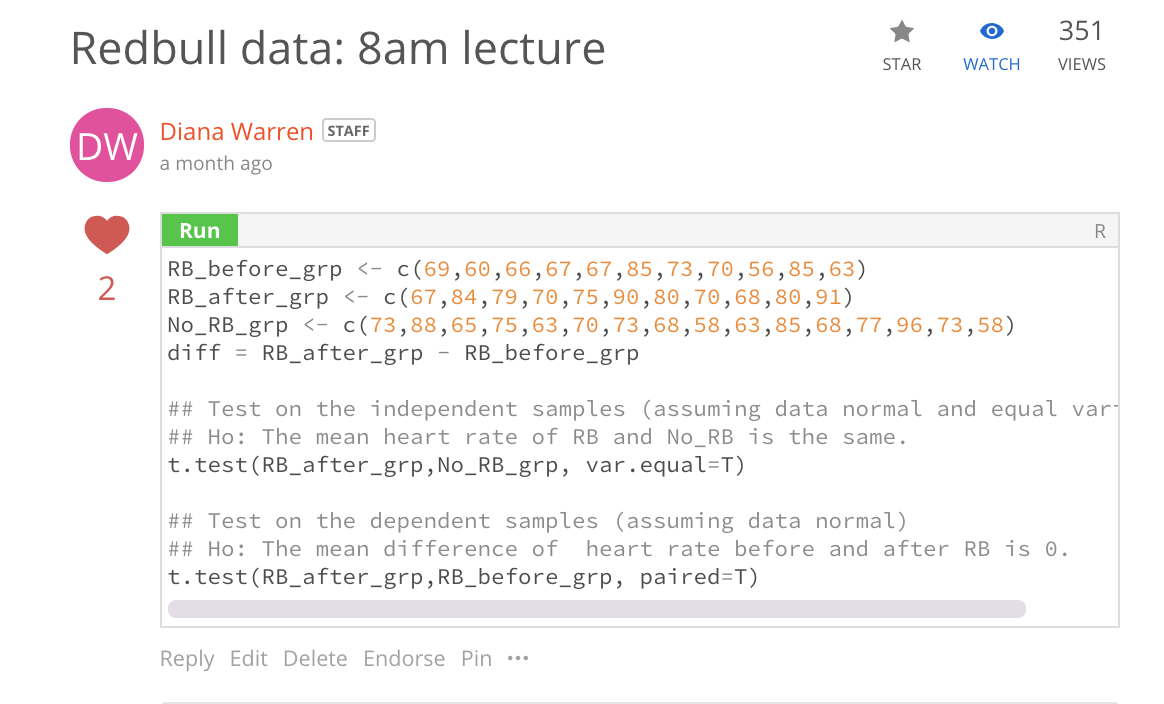 Redbull data: 8am lecture
STAR
WATCH
351
VIEWS
DW
Diana Warren STAFF
a month ago
2
Run
R
RB_before_grp <- c(69,60,66,67,67,85,73,70,56,85,63)
RB_after_grp <- c(67,84,79,70,75,90,80,70,68,80,91)
No_RB_grp <- c(73,88,65,75,63,70,73,68,58,63,85,68,77,96,73,58)
diff = RB_after_grp - RB_before_grp
## Test on the independent samples (assuming data normal and equal var
## Ho: The mean heart rate of RB and No_RB is the same.
t.test(RB_after_grp,No_RB_grp, var.equal=T)
## Test on the dependent samples (assuming data normal)
## Ho: The mean difference of  heart rate before and after RB is 0.
t.test(RB_after_grp,RB_before_grp, paired=T)
Reply Edit Delete Endorse Pin •••